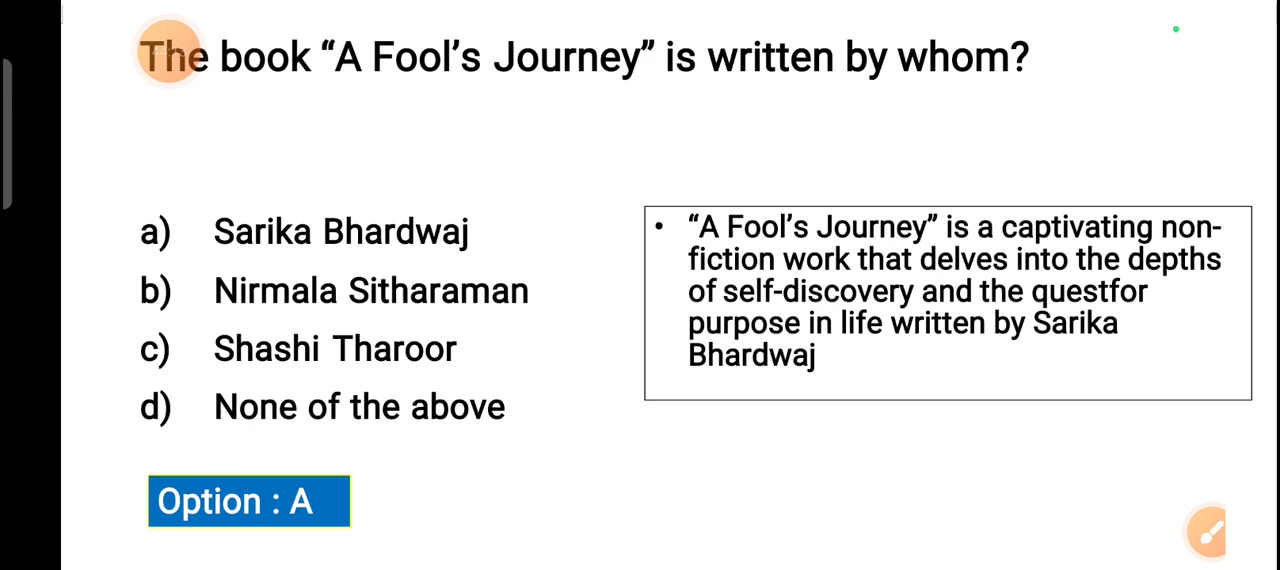 The book “A Fool’s Journey” is written by whom?
a) Sarika Bhardwaj
b) Nirmala Sitharaman
c) Shashi Tharoor
d) None of the above
• “A Fool’s Journey” is a captivating non-
fiction work that delves into the depths
of self-discovery and the questfor
purpose in life written by Sarika
Bhardwaj
Option : A